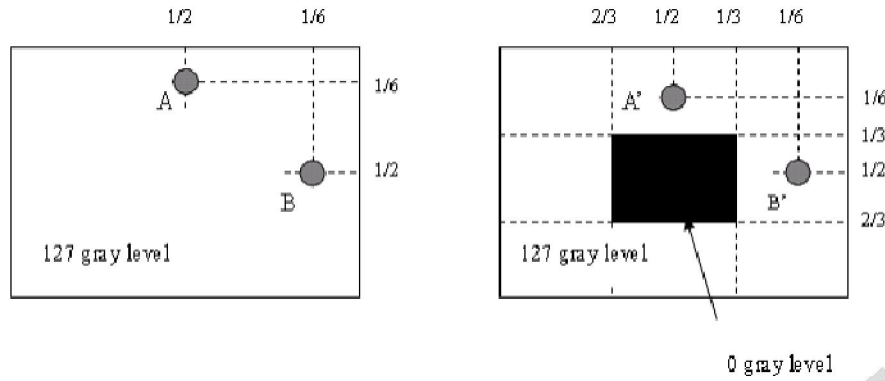 1/2 1/6
1/6
A
1/2
B
127 gray level
2/3 1/2 1/3 1/6
A' 1/6
1/3
1/2
B'
2/3
127 gray level
0 gray level